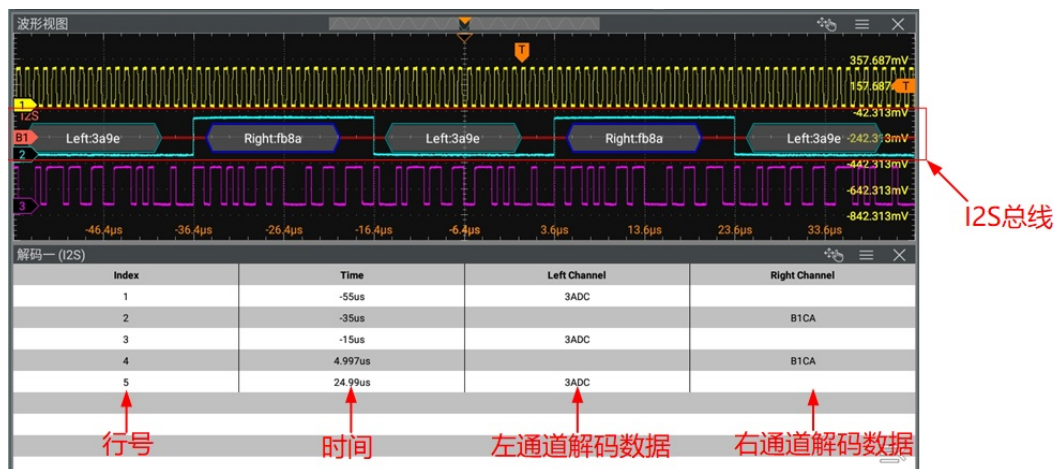 波形视图
T
357.687mV
157.687 T
1
-42.313mV
I2S
B1 Left:3a9e Right:fb8a Left:3a9e Right:fb8a Left:3a9e -242.313mV
2
-442.313mV
-642.313mV
3
-842.313mV
I2S总线
-46.4μs -36.4μs -26.4μs -16.4μs -6.4μs 3.6μs 13.6μs 23.6μs 33.6μs
解码一 (I2S)
Index Time Left Channel Right Channel
1 -55us 3ADC
2 -35us B1CA
3 -15us 3ADC
4 4.997us B1CA
5 24.99us 3ADC
行号 时间 左通道解码数据 右通道解码数据